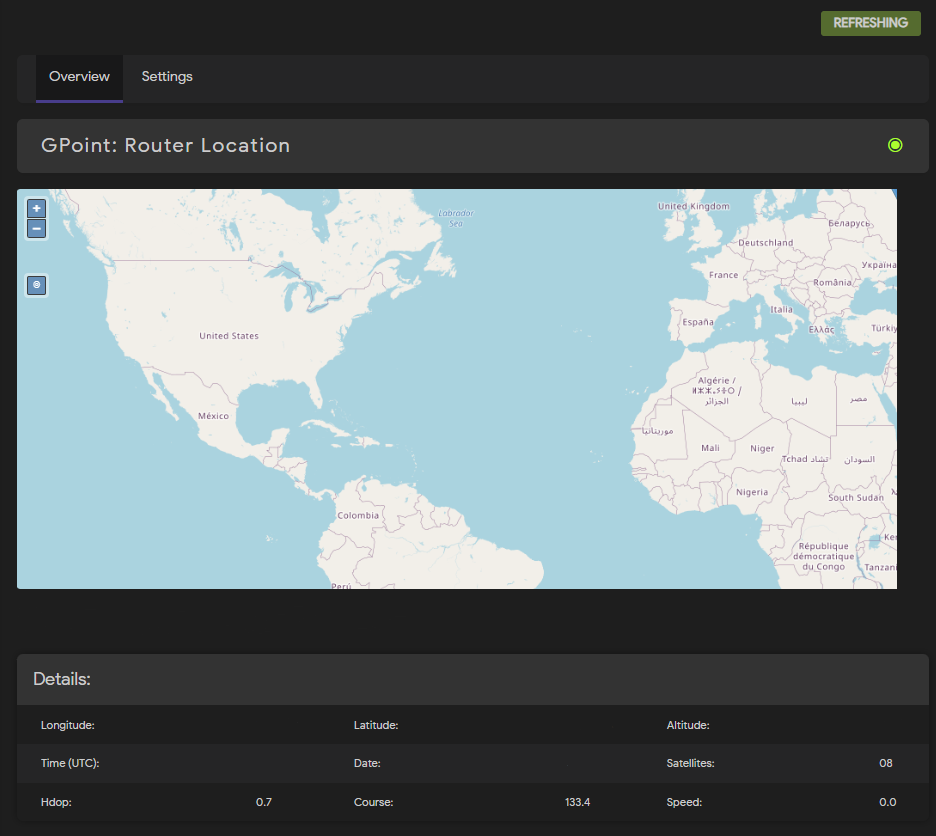 REFRESHING
Overview Settings
GPoint: Router Location
+
−
Labrador
Sea
United Kingdom
Беларусь
Deutschland
Україна
France
România
Italia
España
Ελλάς
Türkiy
United States
Algérie /
ⵍⵣⵣⴰⵢⴻⵔ /
الجزائر
ليبيا
مصر
México
موريتانيا
Mali
Niger
Tchad تشاد
السودان
Nigeria
South Sudan
Colombia
Ke
République
démocratique
du Congo
Tanzani
Perú
Details:
Longitude: Latitude: Altitude:
Time (UTC): Date: Satellites: 08
Hdop: 0.7 Course: 133.4 Speed: 0.0